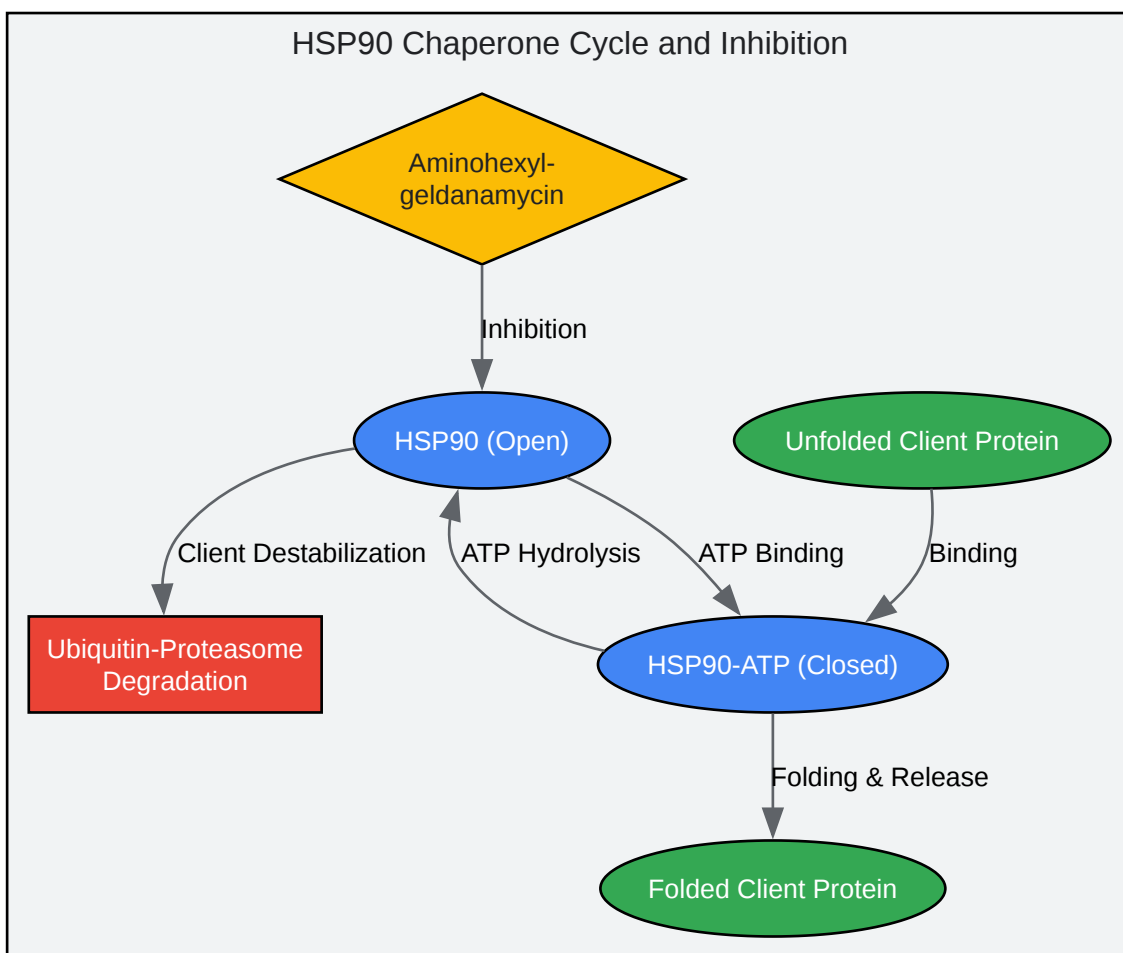 HSP90 Chaperone Cycle and Inhibition
Aminohexyl-
geldanamycin
Inhibition
HSP90 (Open)
Unfolded Client Protein
Client Destabilization
ATP Hydrolysis
ATP Binding
Binding
Ubiquitin-Proteasome
Degradation
HSP90-ATP (Closed)
Folding & Release
Folded Client Protein